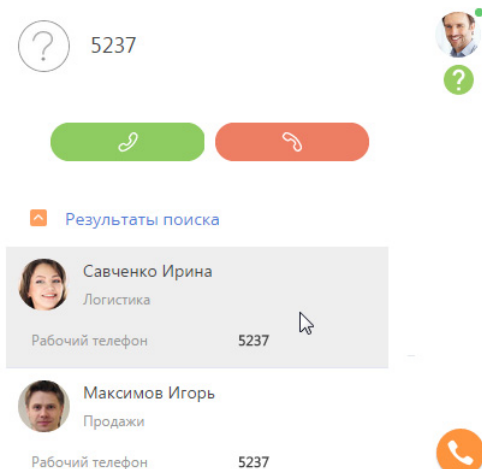 5237
Результаты поиска
Савченко Ирина
Логистика
Рабочий телефон 5237
Максимов Игорь
Продажи
Рабочий телефон 5237